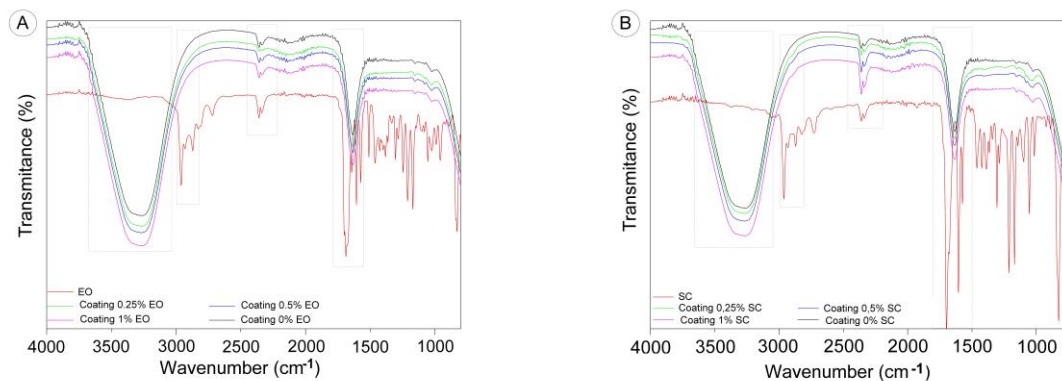 A
Transmitance (%)
EO
Coating 0.25% EO
Coating 0.5% EO
Coating 1% EO
Coating 0% EO
4000 3500 3000 2500 2000 1500 1000
Wavenumber (cm-1)
B
Transmitance (%)
SC
Coating 0,25% SC
Coating 0,5% SC
Coating 1% SC
Coating 0% SC
4000 3500 3000 2500 2000 1500 1000
Wavenumber (cm-1)